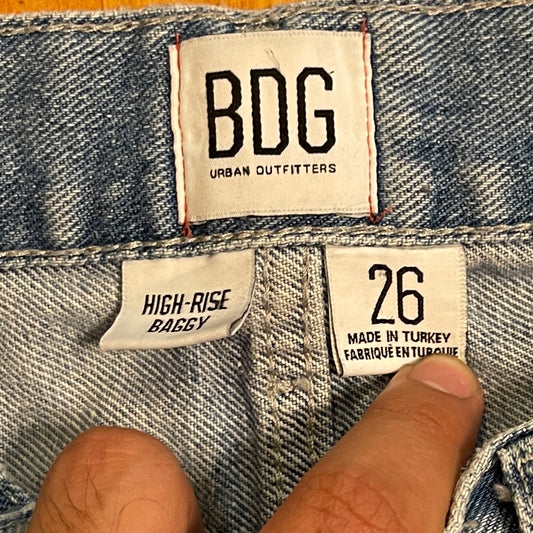 BDG
URBAN OUTFITTERS
HIGH-RISE
BAGGY
26
MADE IN TURKEY
FABRIQUÉ EN TURQUIE